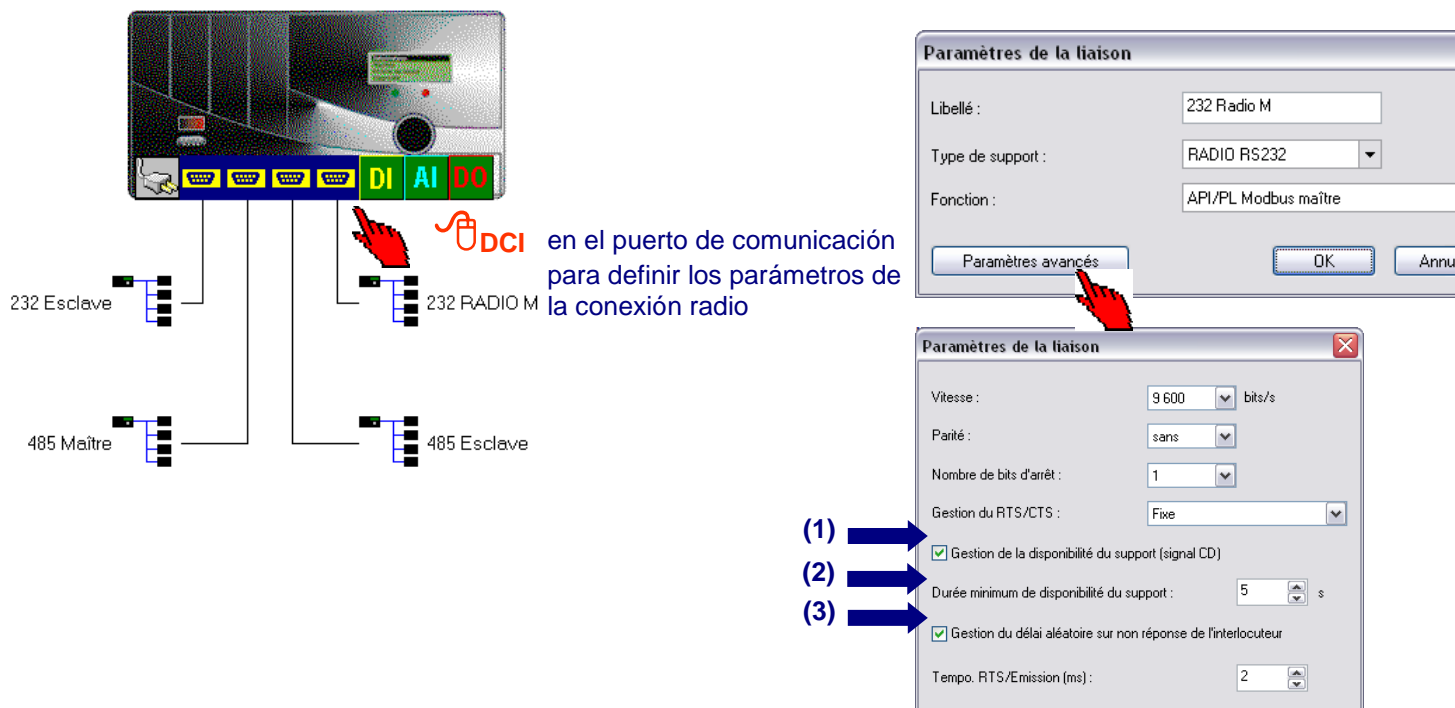 DI AI DO
DCI
en el puerto de comunicación
para definir los parámetros de
la conexión radio
232 Esclave
232 RADIO M
485 Maître
485 Esclave
Paramètres de la liaison
Libellé :
232 Radio M
Type de support :
RADIO RS232
Fonction :
API/PL Modbus maître
Paramètres avancés
OK
Annu
Paramètres de la liaison
Vitesse :
9 600
bits/s
Parité :
sans
Nombre de bits d'arrêt :
1
Gestion du RTS/CTS :
Fixe
(1)
Gestion de la disponibilité du support (signal CD)
(2)
Durée minimum de disponibilité du support :
5
s
(3)
Gestion du délai aléatoire sur non réponse de l'interlocuteur
Tempo. RTS/Emission (ms) :
2